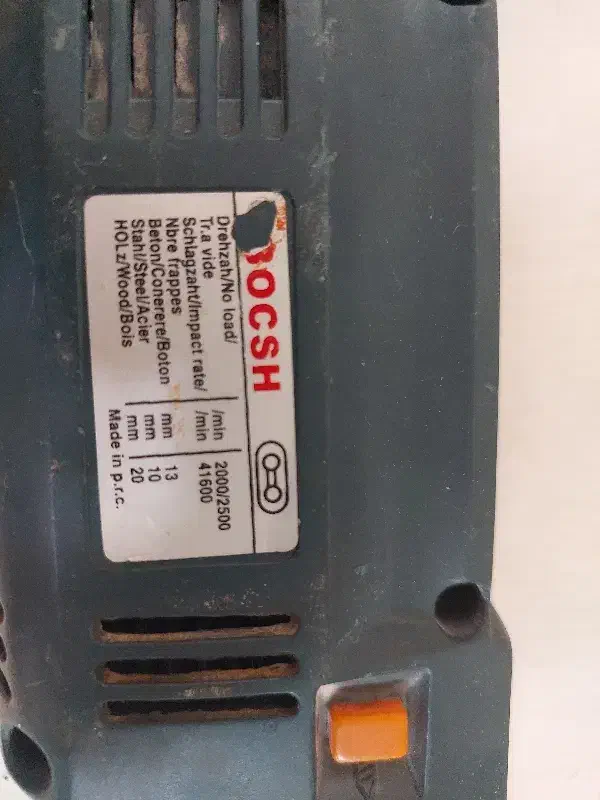 BOCSH
Drehzah/No load/ /min 2000/2500
Tr.a vide
Schlagzaht/Impact rate/ /min 41600
Nbre frappes
Beton/Conerere/Boton mm 13
Stahl/Steel/Acier mm 10
HOLz/Wood/Bois mm 20
Made in p.r.c.